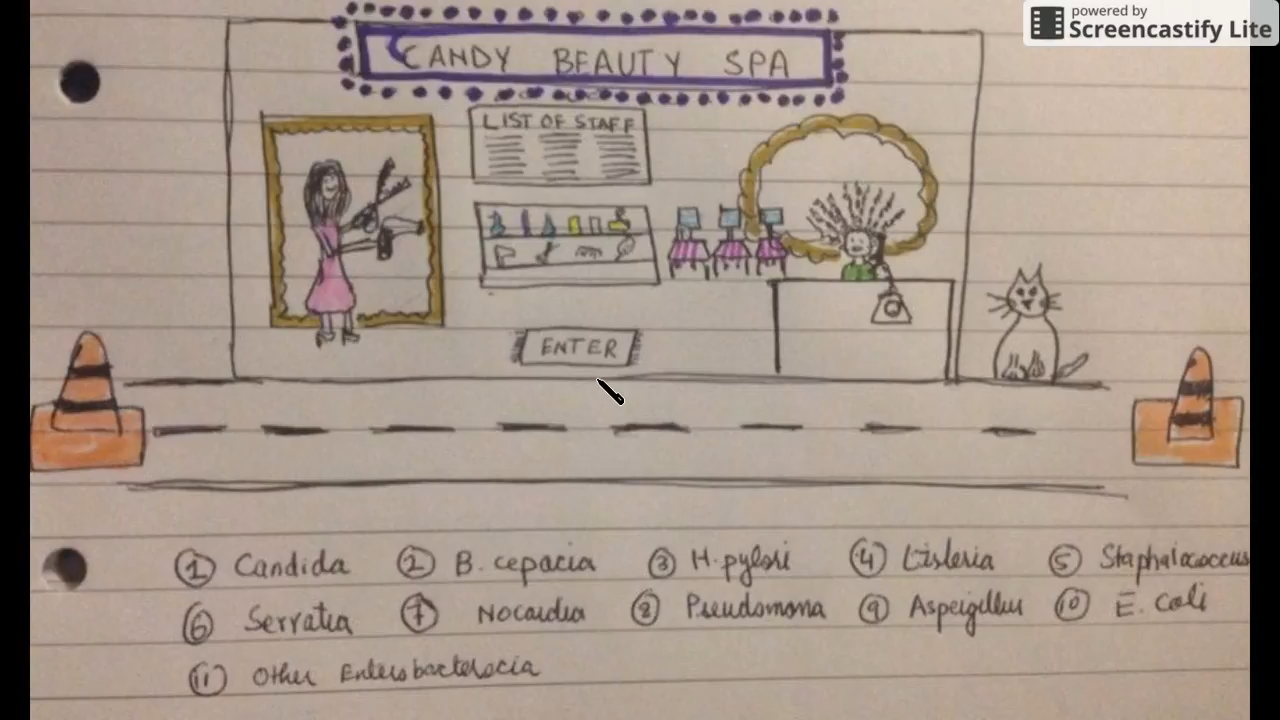 powered by
Screencastify Lite
CANDY BEAUTY SPA
LIST OF STAFF
ENTER
① Candida ② B. cepacia ③ H. pylori ④ Listeria ⑤ Staphalococcus
⑥ Serratia ⑦ Nocardia ⑧ Pseudomona ⑨ Aspergillus ⑩ E. Coli
⑪ Other Enterobacterocia